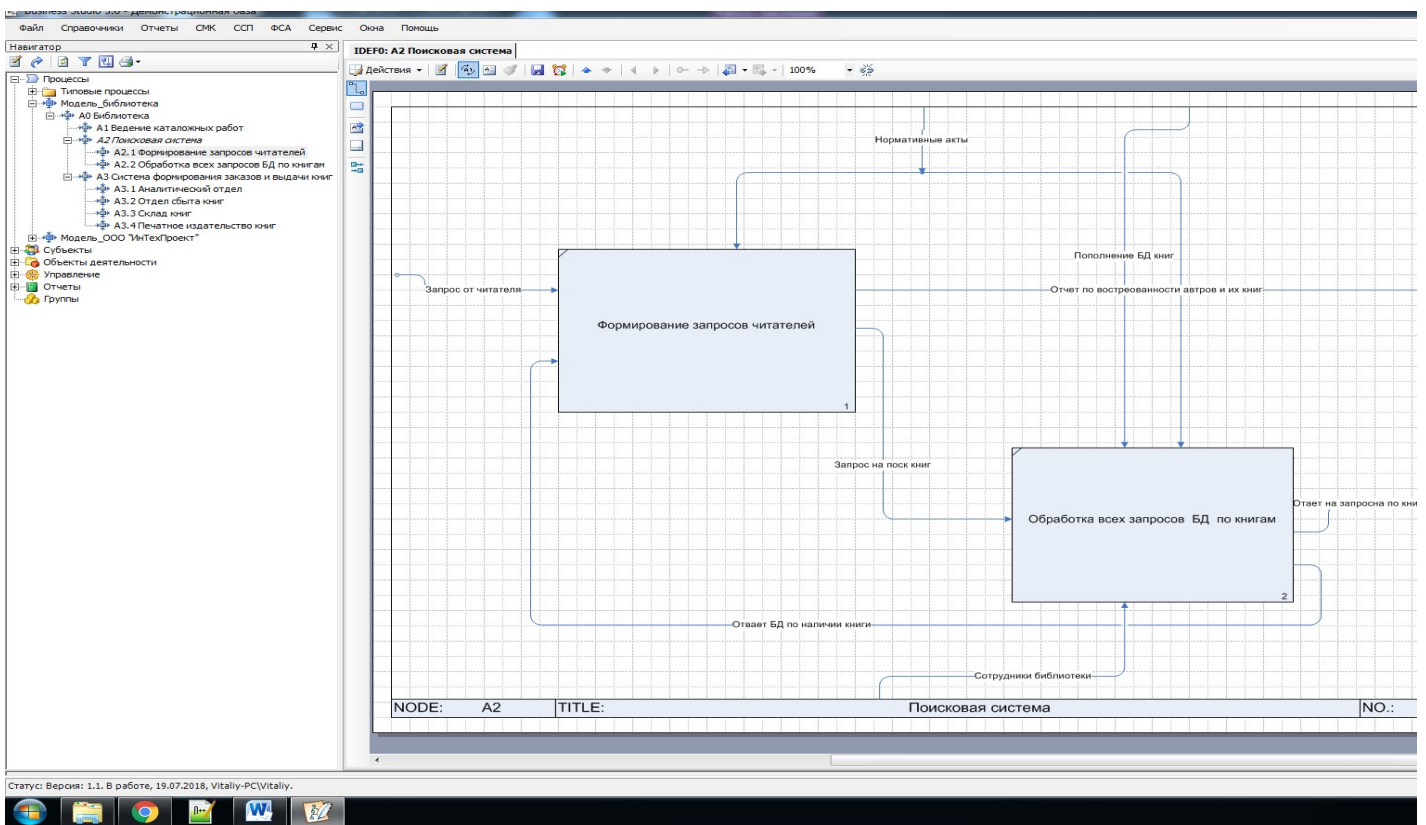 Business Studio 3.6 - Демонстрационная база
Файл Справочники Отчеты СМК ССП ФСА Сервис Окна Помощь
Навигатор
Процессы
Типовые процессы
Модель_библиотека
A0 Библиотека
A1 Ведение каталожных работ
A2 Поисковая система
A2.1 Формирование запросов читателей
A2.2 Обработка всех запросов БД по книгам
A3 Система формирования заказов и выдачи книг
A3.1 Аналитический отдел
A3.2 Отдел сбыта книг
A3.3 Склад книг
A3.4 Печатное издательство книг
Модель_ООО "ИнТехПроект"
Субъекты
Объекты деятельности
Управление
Отчеты
Группы
IDEF0: A2 Поисковая система
Действия 100%
Нормативные акты
Пополнение БД книг
Запрос от читателя
Отчет по востреованности автров и их книг
Формирование запросов читателей
1
Запрос на поск книг
Отает на запросна по кни
Обработка всех запросов БД по книгам
2
Отвает БД по наличии книги
Сотрудники библиотеки
NODE: A2 TITLE: Поисковая система NO.:
Статус: Версия: 1.1. В работе, 19.07.2018, Vitaliy-PC\Vitaliy.